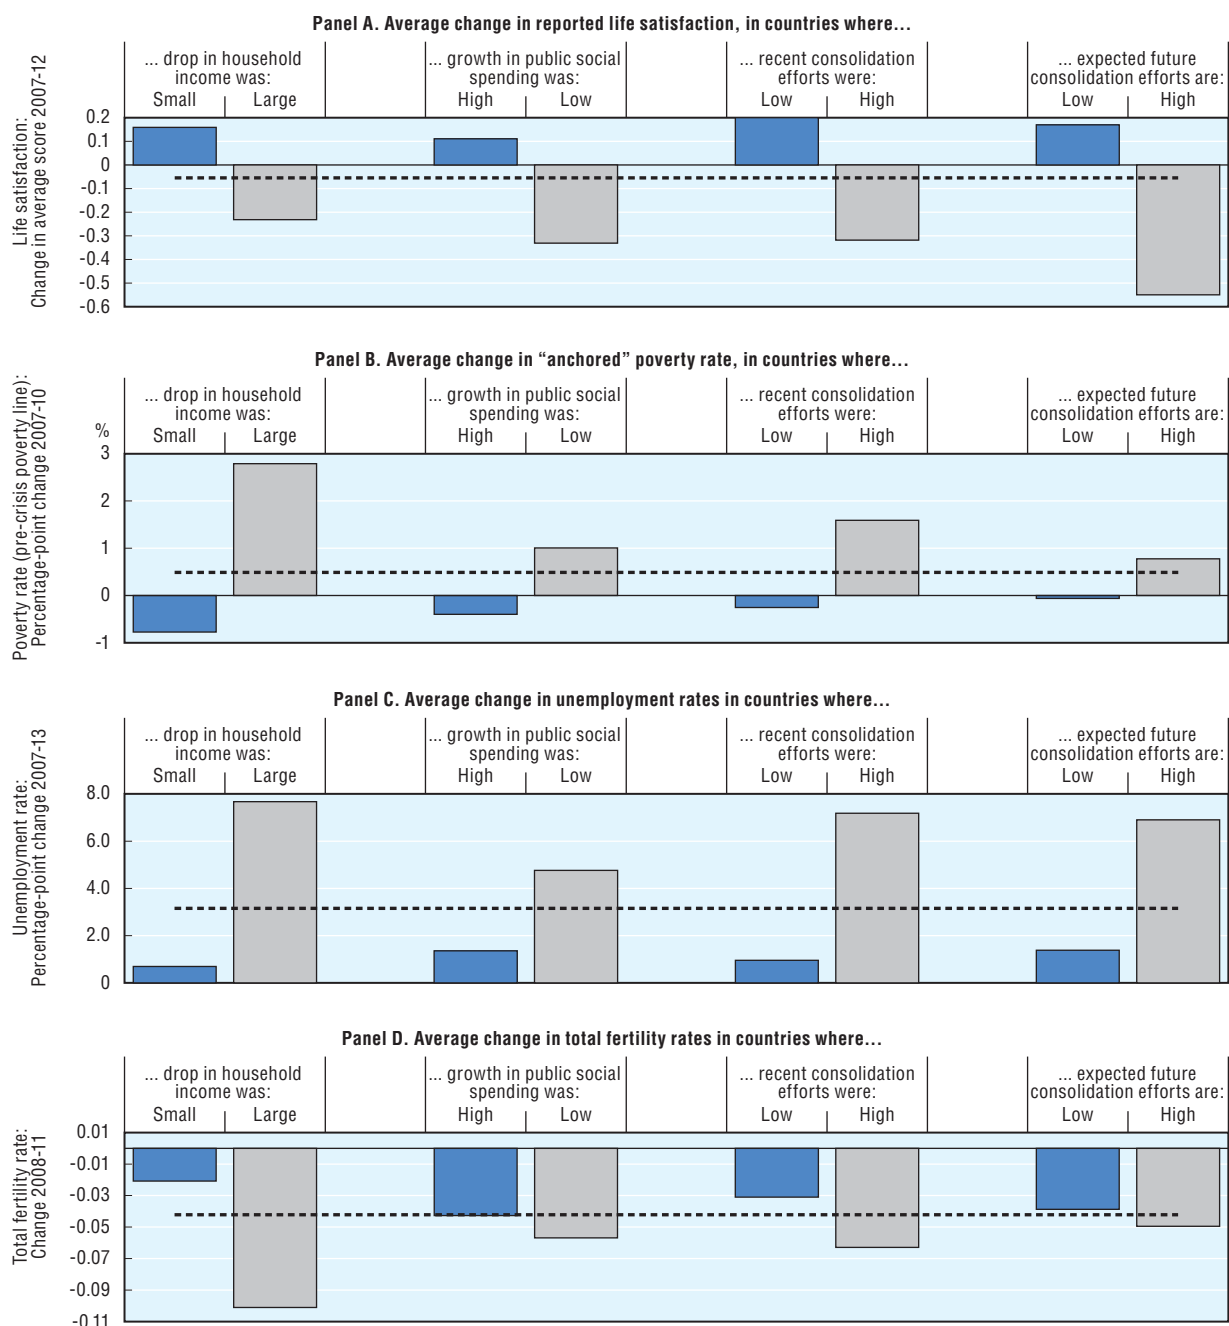 Panel A. Average change in reported life satisfaction, in countries where...
... drop in household
income was:
Small
Large
... growth in public social
spending was:
High
Low
... recent consolidation
efforts were:
Low
High
... expected future
consolidation efforts are:
Low
High
Life satisfaction:
Change in average score 2007-12
0.2
0.1
0
-0.1
-0.2
-0.3
-0.4
-0.5
-0.6
Panel B. Average change in “anchored” poverty rate, in countries where...
... drop in household
income was:
Small
Large
... growth in public social
spending was:
High
Low
... recent consolidation
efforts were:
Low
High
... expected future
consolidation efforts are:
Low
High
Poverty rate (pre-crisis poverty line):
Percentage-point change 2007-10
%
3
2
1
0
-1
Panel C. Average change in unemployment rates in countries where...
... drop in household
income was:
Small
Large
... growth in public social
spending was:
High
Low
... recent consolidation
efforts were:
Low
High
... expected future
consolidation efforts are:
Low
High
Unemployment rate:
Percentage-point change 2007-13
8.0
6.0
4.0
2.0
0
Panel D. Average change in total fertility rates in countries where...
... drop in household
income was:
Small
Large
... growth in public social
spending was:
High
Low
... recent consolidation
efforts were:
Low
High
... expected future
consolidation efforts are:
Low
High
Total fertility rate:
Change 2008-11
0.01
-0.01
-0.03
-0.05
-0.07
-0.09
-0.11